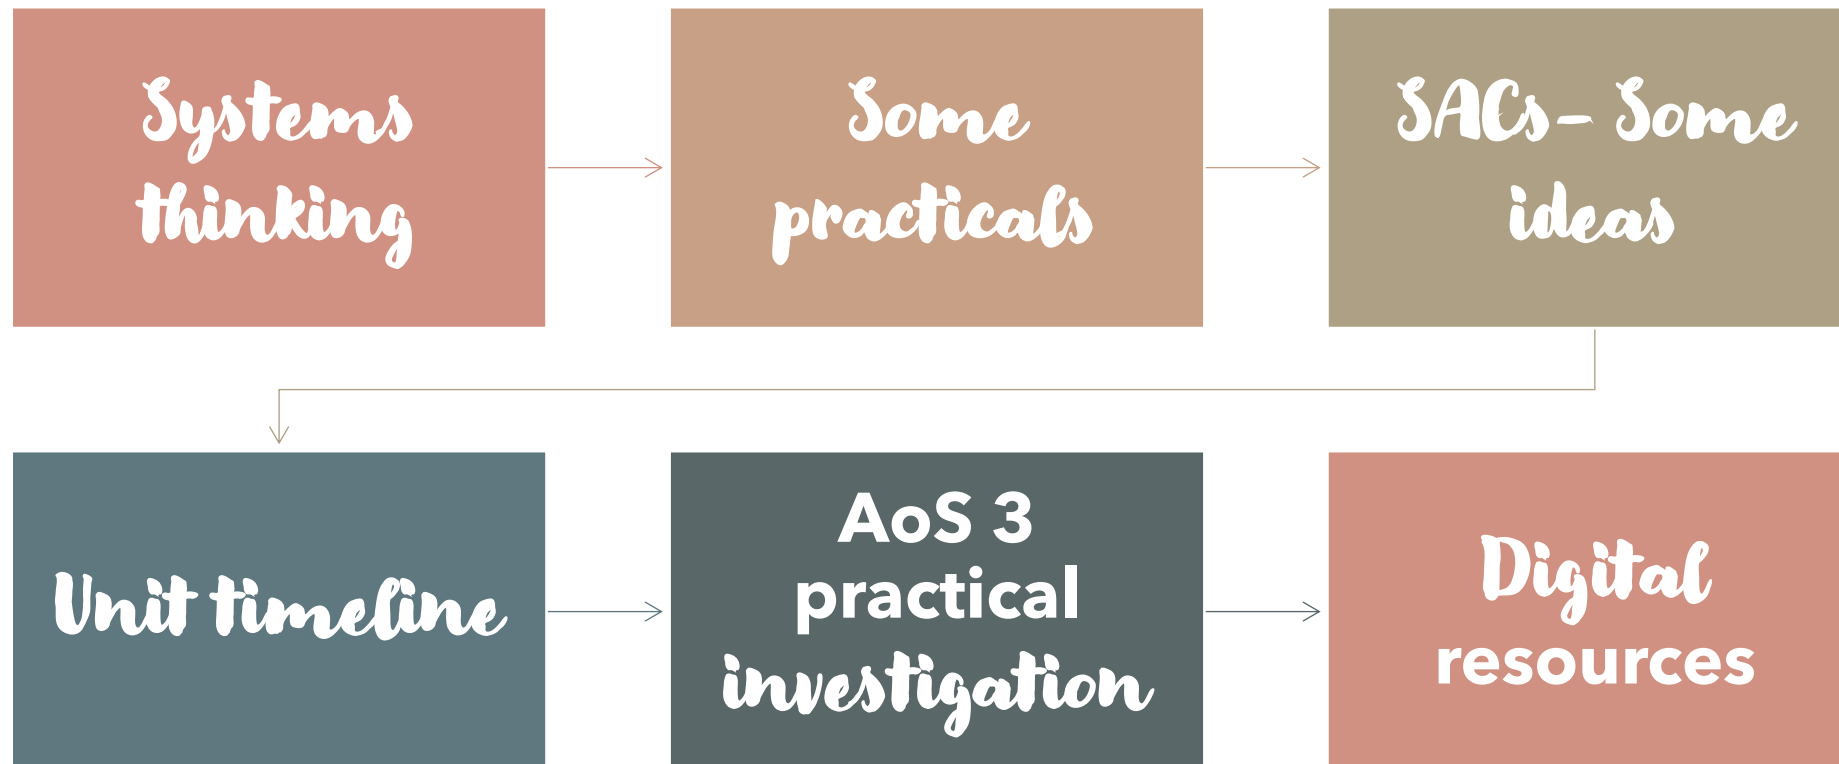 Systems
thinking
Some
practicals
SACs- Some
ideas
Unit timeline
AoS 3
practical
investigation
Digital
resources